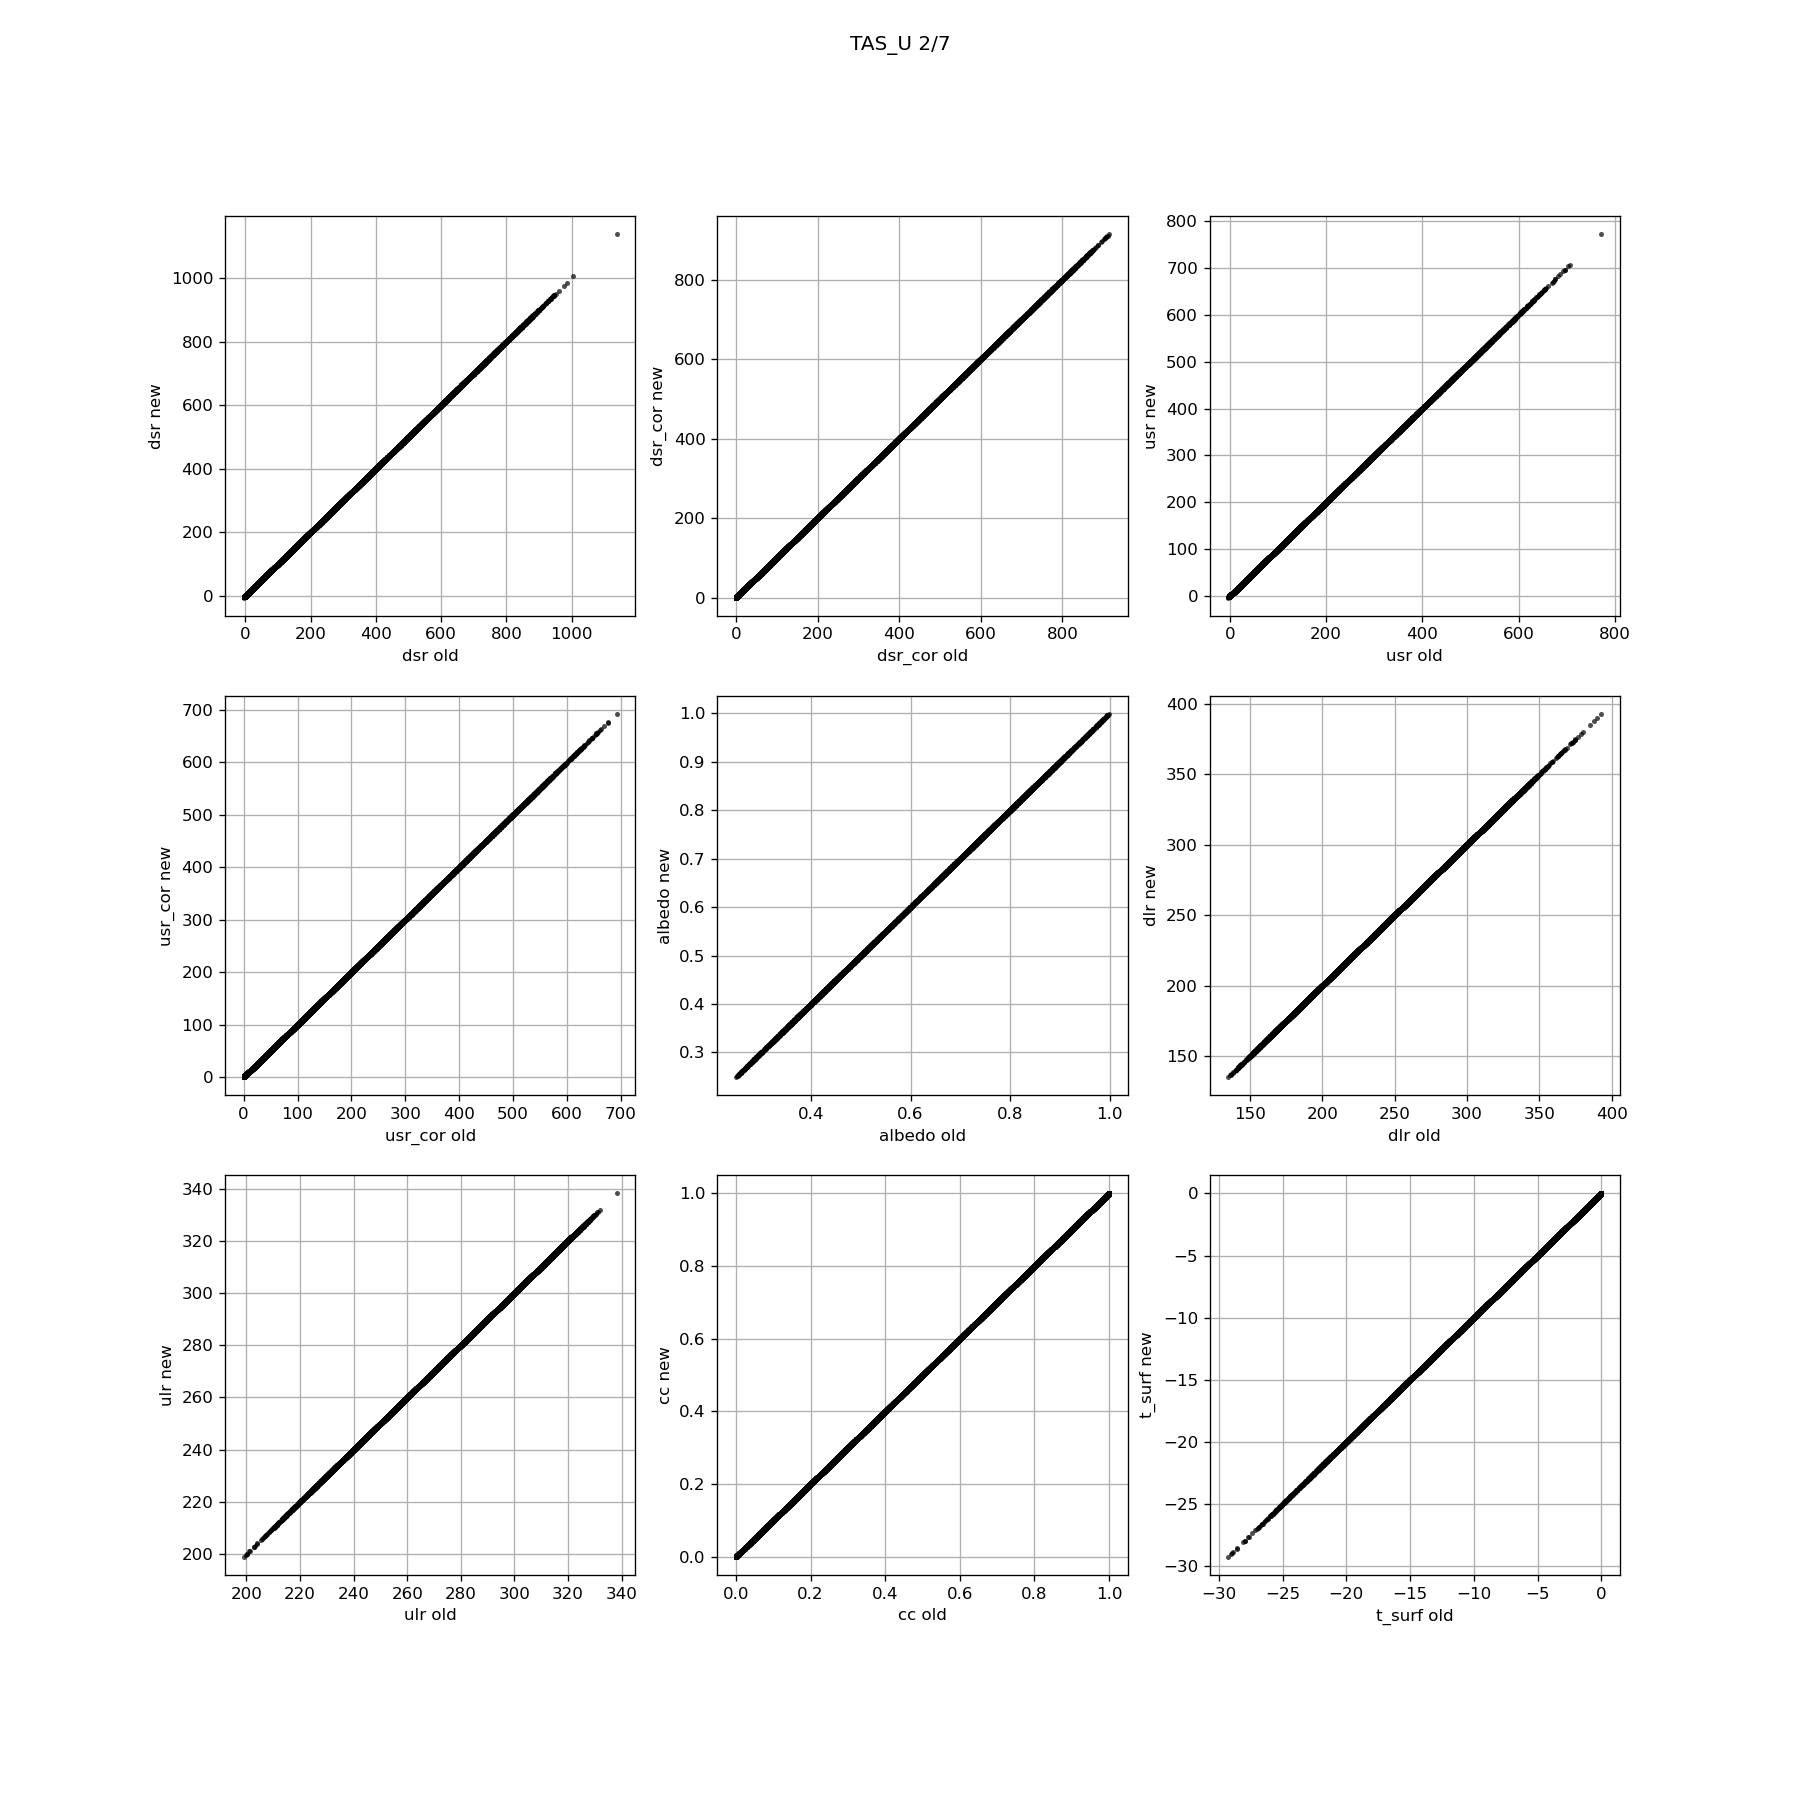 TAS_U 2/7
dsr new
1000
800
600
400
200
0
0 200 400 600 800 1000
dsr old
dsr_cor new
800
600
400
200
0
0 200 400 600 800
dsr_cor old
usr new
800
700
600
500
400
300
200
100
0
0 200 400 600 800
usr old
usr_cor new
700
600
500
400
300
200
100
0
0 100 200 300 400 500 600 700
usr_cor old
albedo new
1.0
0.9
0.8
0.7
0.6
0.5
0.4
0.3
0.4 0.6 0.8 1.0
albedo old
dlr new
400
350
300
250
200
150
150 200 250 300 350 400
dlr old
ulr new
340
320
300
280
260
240
220
200
200 220 240 260 280 300 320 340
ulr old
cc new
1.0
0.8
0.6
0.4
0.2
0.0
0.0 0.2 0.4 0.6 0.8 1.0
cc old
t_surf new
0
−5
−10
−15
−20
−25
−30
−30 −25 −20 −15 −10 −5 0
t_surf old